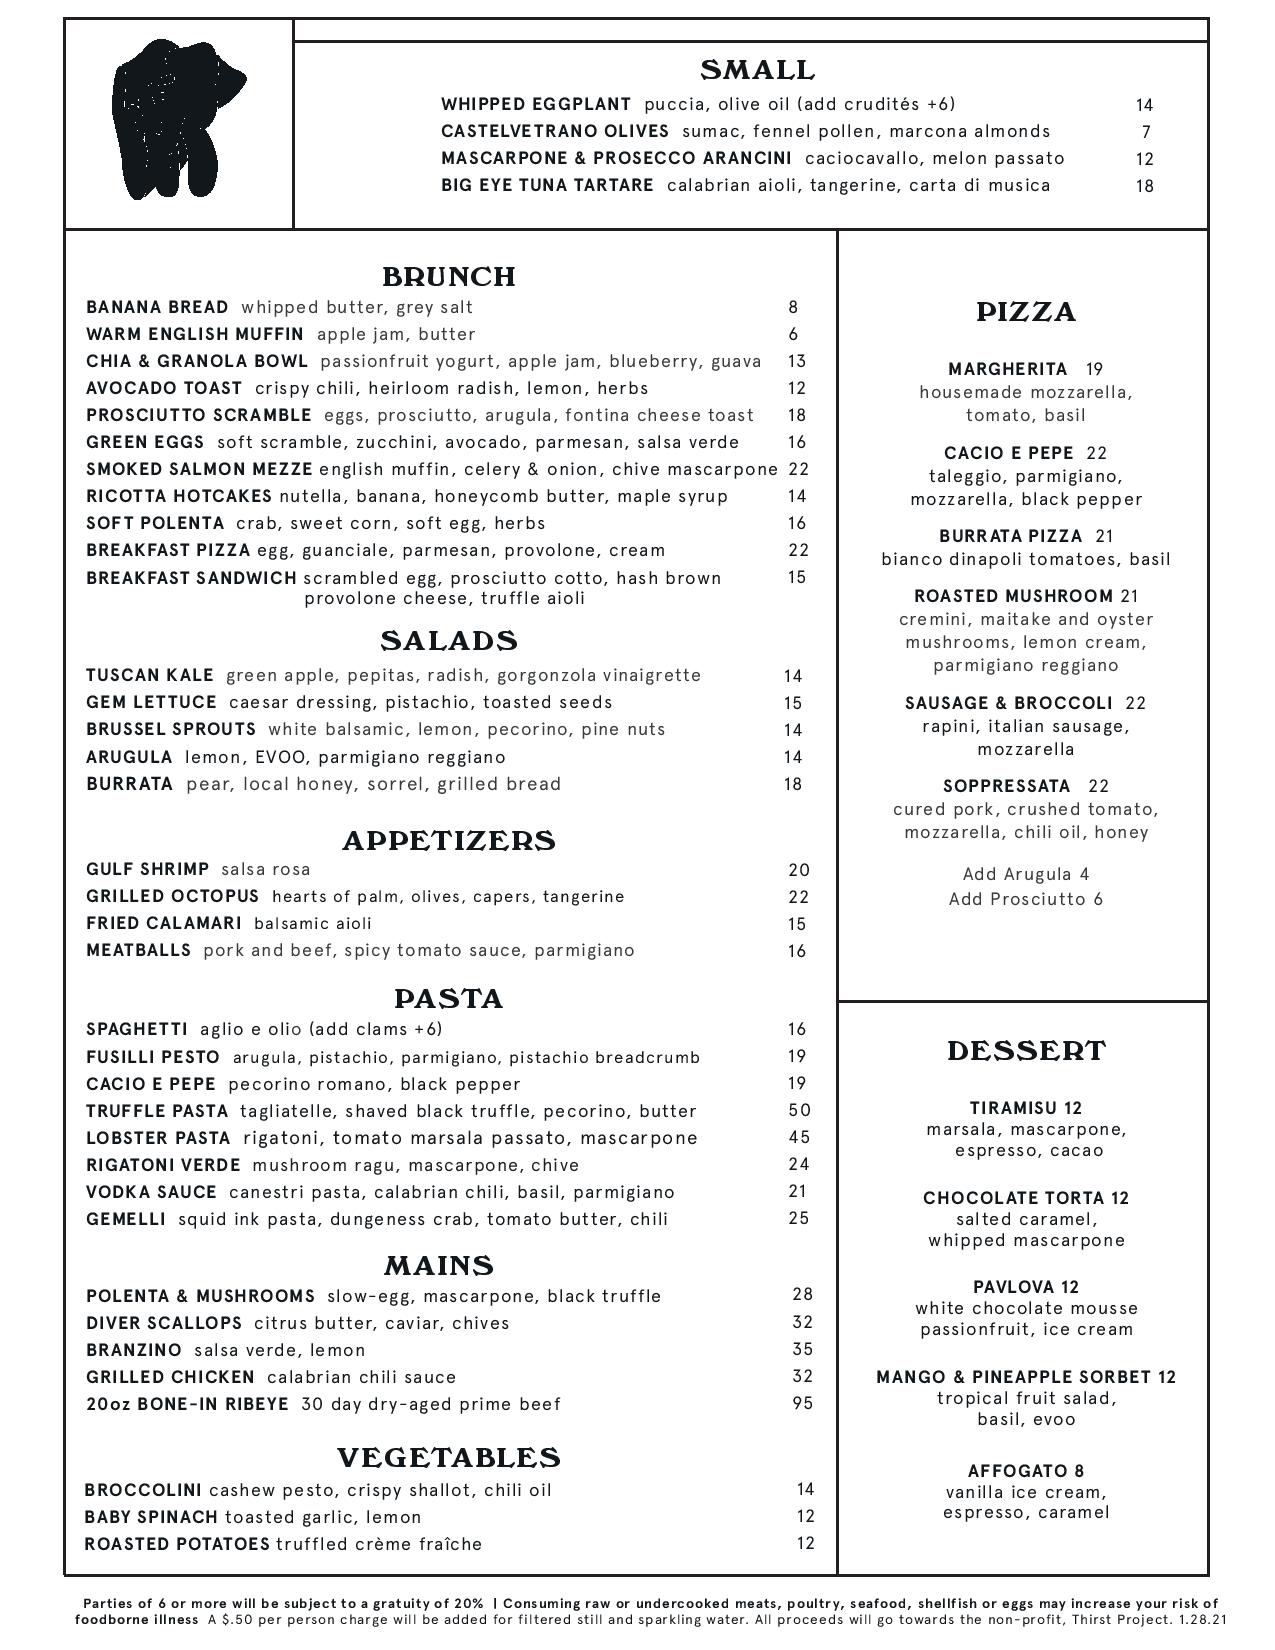 SMALL
WHIPPED EGGPLANT puccia, olive oil (add crudités +6) 14
CASTELVETRANO OLIVES sumac, fennel pollen, marcona almonds 7
MASCARPONE & PROSECCO ARANCINI caciocavallo, melon passato 12
BIG EYE TUNA TARTARE calabrian aioli, tangerine, carta di musica 18
BRUNCH
BANANA BREAD whipped butter, grey salt 8
WARM ENGLISH MUFFIN apple jam, butter 6
CHIA & GRANOLA BOWL passionfruit yogurt, apple jam, blueberry, guava 13
AVOCADO TOAST crispy chili, heirloom radish, lemon, herbs 12
PROSCIUTTO SCRAMBLE eggs, prosciutto, arugula, fontina cheese toast 18
GREEN EGGS soft scramble, zucchini, avocado, parmesan, salsa verde 16
SMOKED SALMON MEZZE english muffin, celery & onion, chive mascarpone 22
RICOTTA HOTCAKES nutella, banana, honeycomb butter, maple syrup 14
SOFT POLENTA crab, sweet corn, soft egg, herbs 16
BREAKFAST PIZZA egg, guanciale, parmesan, provolone, cream 22
BREAKFAST SANDWICH scrambled egg, prosciutto cotto, hash brown 15
provolone cheese, truffle aioli
SALADS
TUSCAN KALE green apple, pepitas, radish, gorgonzola vinaigrette 14
GEM LETTUCE caesar dressing, pistachio, toasted seeds 15
BRUSSEL SPROUTS white balsamic, lemon, pecorino, pine nuts 14
ARUGULA lemon, EVOO, parmigiano reggiano 14
BURRATA pear, local honey, sorrel, grilled bread 18
APPETIZERS
GULF SHRIMP salsa rosa 20
GRILLED OCTOPUS hearts of palm, olives, capers, tangerine 22
FRIED CALAMARI balsamic aioli 15
MEATBALLS pork and beef, spicy tomato sauce, parmigiano 16
PASTA
SPAGHETTI aglio e olio (add clams +6) 16
FUSILLI PESTO arugula, pistachio, parmigiano, pistachio breadcrumb 19
CACIO E PEPE pecorino romano, black pepper 19
TRUFFLE PASTA tagliatelle, shaved black truffle, pecorino, butter 50
LOBSTER PASTA rigatoni, tomato marsala passato, mascarpone 45
RIGATONI VERDE mushroom ragu, mascarpone, chive 24
VODKA SAUCE canestri pasta, calabrian chili, basil, parmigiano 21
GEMELLI squid ink pasta, dungeness crab, tomato butter, chili 25
MAINS
POLENTA & MUSHROOMS slow-egg, mascarpone, black truffle 28
DIVER SCALLOPS citrus butter, caviar, chives 32
BRANZINO salsa verde, lemon 35
GRILLED CHICKEN calabrian chili sauce 32
20oz BONE-IN RIBEYE 30 day dry-aged prime beef 95
VEGETABLES
BROCCOLINI cashew pesto, crispy shallot, chili oil 14
BABY SPINACH toasted garlic, lemon 12
ROASTED POTATOES truffled crème fraîche 12
PIZZA
MARGHERITA 19
housemade mozzarella,
tomato, basil
CACIO E PEPE 22
taleggio, parmigiano,
mozzarella, black pepper
BURRATA PIZZA 21
bianco dinapoli tomatoes, basil
ROASTED MUSHROOM 21
cremini, maitake and oyster
mushrooms, lemon cream,
parmigiano reggiano
SAUSAGE & BROCCOLI 22
rapini, italian sausage,
mozzarella
SOPPRESSATA 22
cured pork, crushed tomato,
mozzarella, chili oil, honey
Add Arugula 4
Add Prosciutto 6
DESSERT
TIRAMISU 12
marsala, mascarpone,
espresso, cacao
CHOCOLATE TORTA 12
salted caramel,
whipped mascarpone
PAVLOVA 12
white chocolate mousse
passionfruit, ice cream
MANGO & PINEAPPLE SORBET 12
tropical fruit salad,
basil, evoo
AFFOGATO 8
vanilla ice cream,
espresso, caramel
Parties of 6 or more will be subject to a gratuity of 20% | Consuming raw or undercooked meats, poultry, seafood, shellfish or eggs may increase your risk of
foodborne illness A $.50 per person charge will be added for filtered still and sparkling water. All proceeds will go towards the non-profit, Thirst Project. 1.28.21